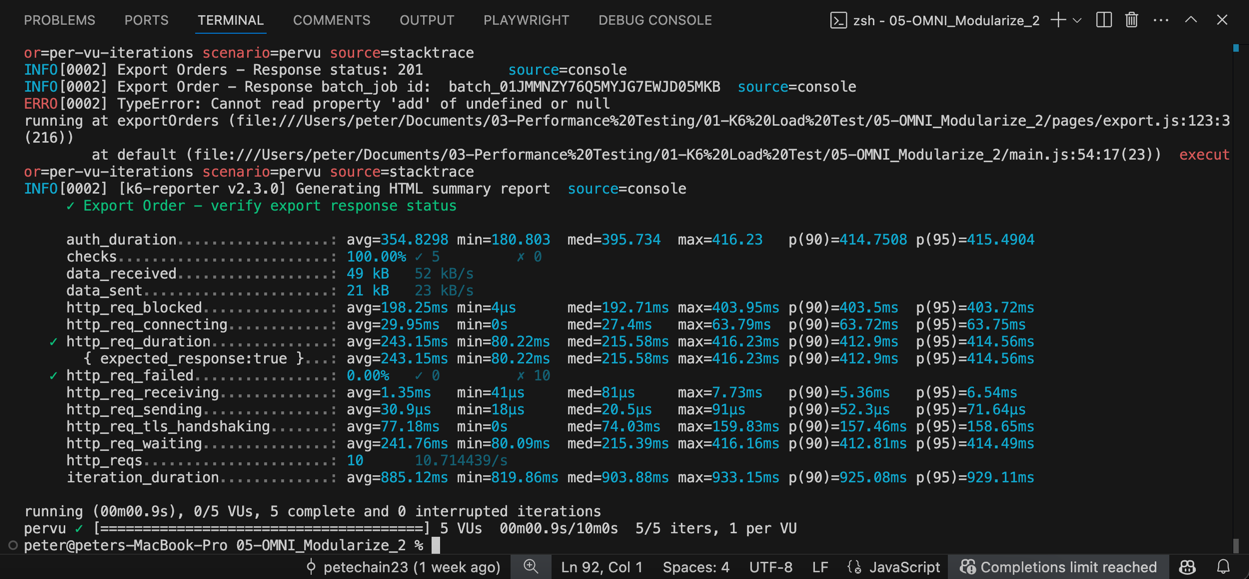 PROBLEMS PORTS TERMINAL COMMENTS OUTPUT PLAYWRIGHT DEBUG CONSOLE zsh - 05-OMNI_Modularize_2
or=per-vu-iterations scenario=pervu source=stacktrace
INFO[0002] Export Orders – Response status: 201 source=console
INFO[0002] Export Order – Response batch_job id: batch_01JMMNZY76Q5MYJG7EWJD05MKB source=console
ERRO[0002] TypeError: Cannot read property 'add' of undefined or null
running at exportOrders (file:///Users/peter/Documents/03-Performance%20Testing/01-K6%20Load%20Test/05-OMNI_Modularize_2/pages/export.js:123:3
(216))
at default (file:///Users/peter/Documents/03-Performance%20Testing/01-K6%20Load%20Test/05-OMNI_Modularize_2/main.js:54:17(23)) execut
or=per-vu-iterations scenario=pervu source=stacktrace
INFO[0002] [k6-reporter v2.3.0] Generating HTML summary report source=console
✓ Export Order – verify export response status
auth_duration..................: avg=354.8298 min=180.803 med=395.734 max=416.23 p(90)=414.7508 p(95)=415.4904
checks.........................: 100.00% ✓ 5 ✗ 0
data_received..................: 49 kB 52 kB/s
data_sent......................: 21 kB 23 kB/s
http_req_blocked...............: avg=198.25ms min=4µs med=192.71ms max=403.95ms p(90)=403.5ms p(95)=403.72ms
http_req_connecting............: avg=29.95ms min=0s med=27.4ms max=63.79ms p(90)=63.72ms p(95)=63.75ms
✓ http_req_duration..............: avg=243.15ms min=80.22ms med=215.58ms max=416.23ms p(90)=412.9ms p(95)=414.56ms
{ expected_response:true }...: avg=243.15ms min=80.22ms med=215.58ms max=416.23ms p(90)=412.9ms p(95)=414.56ms
✓ http_req_failed................: 0.00% ✓ 0 ✗ 10
http_req_receiving.............: avg=1.35ms min=41µs med=81µs max=7.73ms p(90)=5.36ms p(95)=6.54ms
http_req_sending...............: avg=30.9µs min=18µs med=20.5µs max=91µs p(90)=52.3µs p(95)=71.64µs
http_req_tls_handshaking.......: avg=77.18ms min=0s med=74.03ms max=159.83ms p(90)=157.46ms p(95)=158.65ms
http_req_waiting...............: avg=241.76ms min=80.09ms med=215.39ms max=416.16ms p(90)=412.81ms p(95)=414.49ms
http_reqs......................: 10 10.714439/s
iteration_duration.............: avg=885.12ms min=819.86ms med=903.88ms max=933.15ms p(90)=925.08ms p(95)=929.11ms
running (00m00.9s), 0/5 VUs, 5 complete and 0 interrupted iterations
pervu ✓ [======================================] 5 VUs 00m00.9s/10m0s 5/5 iters, 1 per VU
peter@peters-MacBook-Pro 05-OMNI_Modularize_2 %
petechain23 (1 week ago) Ln 92, Col 1 Spaces: 4 UTF-8 LF JavaScript Completions limit reached